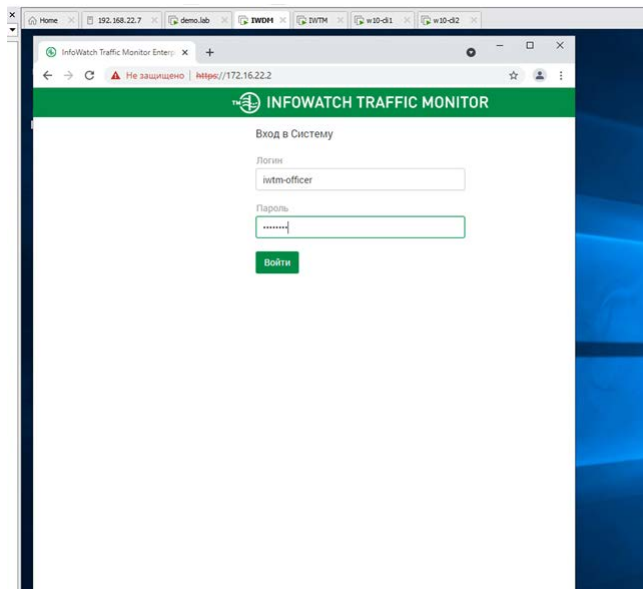 Home
192.168.22.7
demo.lab
IWDM
IWTM
w10-cli1
w10-cli2
InfoWatch Traffic Monitor Enterp
Не защищено | https://172.16.22.2
TM INFOWATCH TRAFFIC MONITOR
Вход в Систему
Логин
iwtm-officer
Пароль
••••••••
Войти